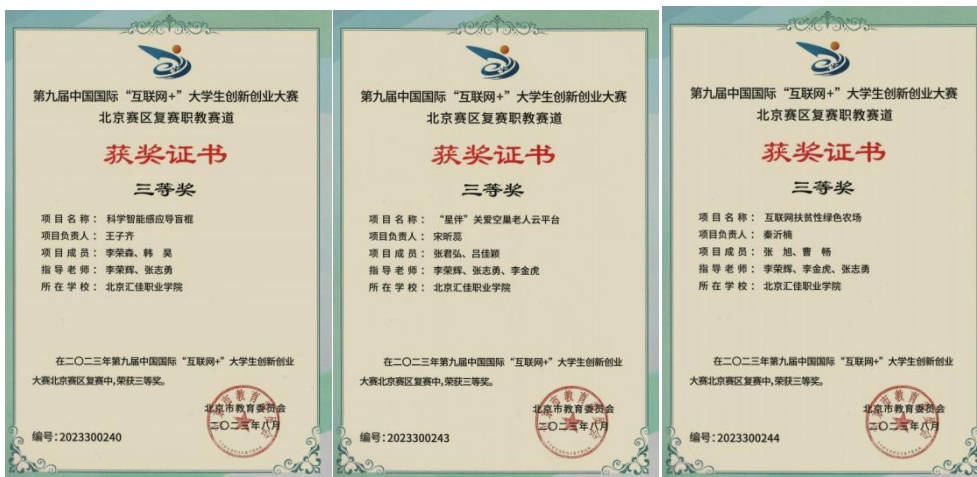 第九届中国国际“互联网+”大学生创新创业大赛
北京赛区复赛职教赛道
获奖证书
三等奖
项目名称：科学智能感应导盲棍
项目负责人：王子齐
项目成员：李荣森、韩 昊
指导老师：李荣辉、张志勇
所在学校：北京汇佳职业学院
在二〇二三年第九届中国国际“互联网+”大学生创新创业
大赛北京赛区复赛中,荣获三等奖。
北京市教育委员会
二〇二三年八月
编号:2023300240
第九届中国国际“互联网+”大学生创新创业大赛
北京赛区复赛职教赛道
获奖证书
三等奖
项目名称：“星伴”关爱空巢老人云平台
项目负责人：宋昕蕊
项目成员：张君弘、吕佳颖
指导老师：李荣辉、张志勇、李金虎
所在学校：北京汇佳职业学院
在二〇二三年第九届中国国际“互联网+”大学生创新创业
大赛北京赛区复赛中,荣获三等奖。
北京市教育委员会
二〇二三年八月
编号:2023300243
第九届中国国际“互联网+”大学生创新创业大赛
北京赛区复赛职教赛道
获奖证书
三等奖
项目名称：互联网扶贫性绿色农场
项目负责人：秦沂楠
项目成员：张 旭、曹 畅
指导老师：李荣辉、李金虎、张志勇
所在学校：北京汇佳职业学院
在二〇二三年第九届中国国际“互联网+”大学生创新创业
大赛北京赛区复赛中,荣获三等奖。
北京市教育委员会
二〇二三年八月
编号:2023300244